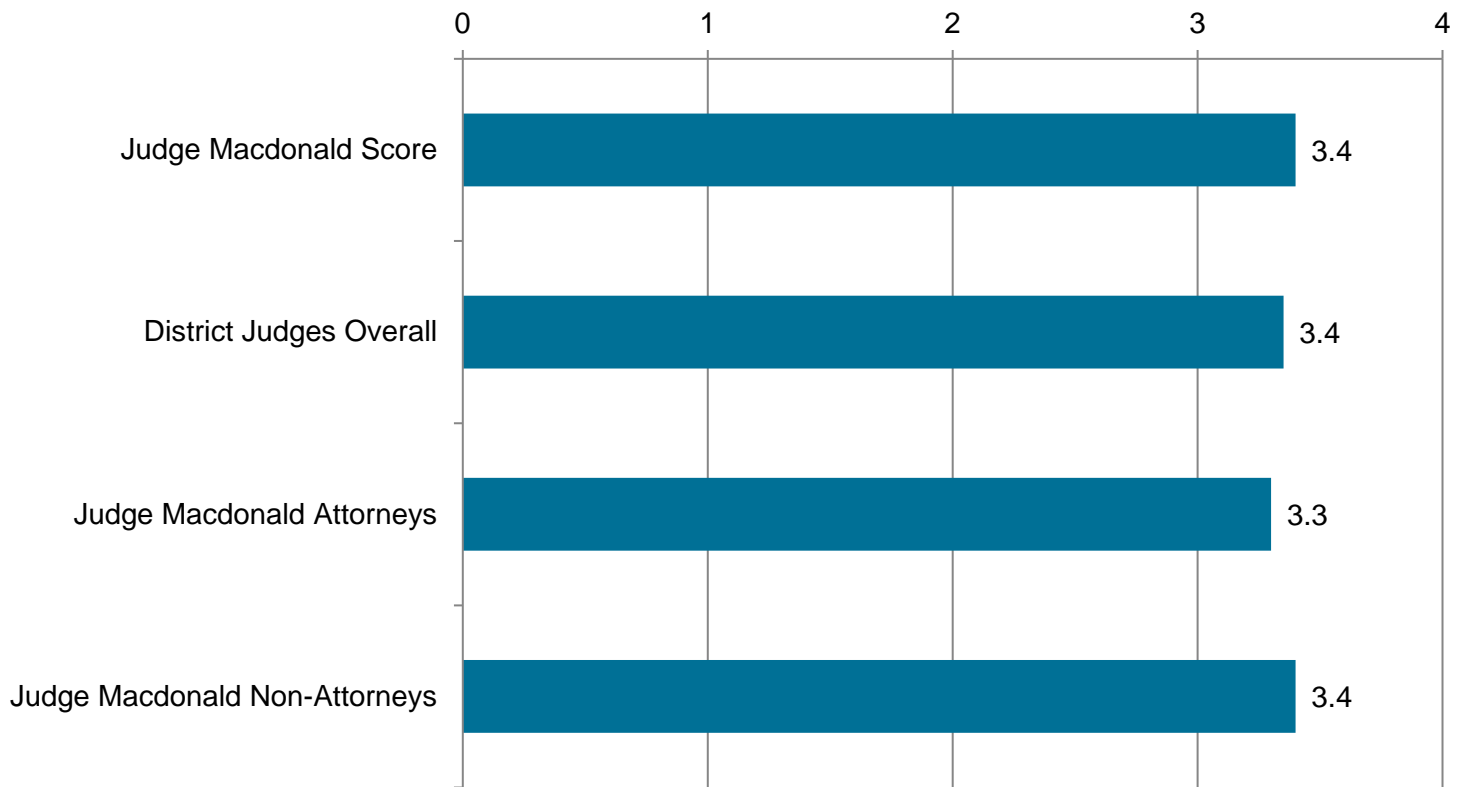 0 1 2 3 4
Judge Macdonald Score 3.4
District Judges Overall 3.4
Judge Macdonald Attorneys 3.3
Judge Macdonald Non-Attorneys 3.4